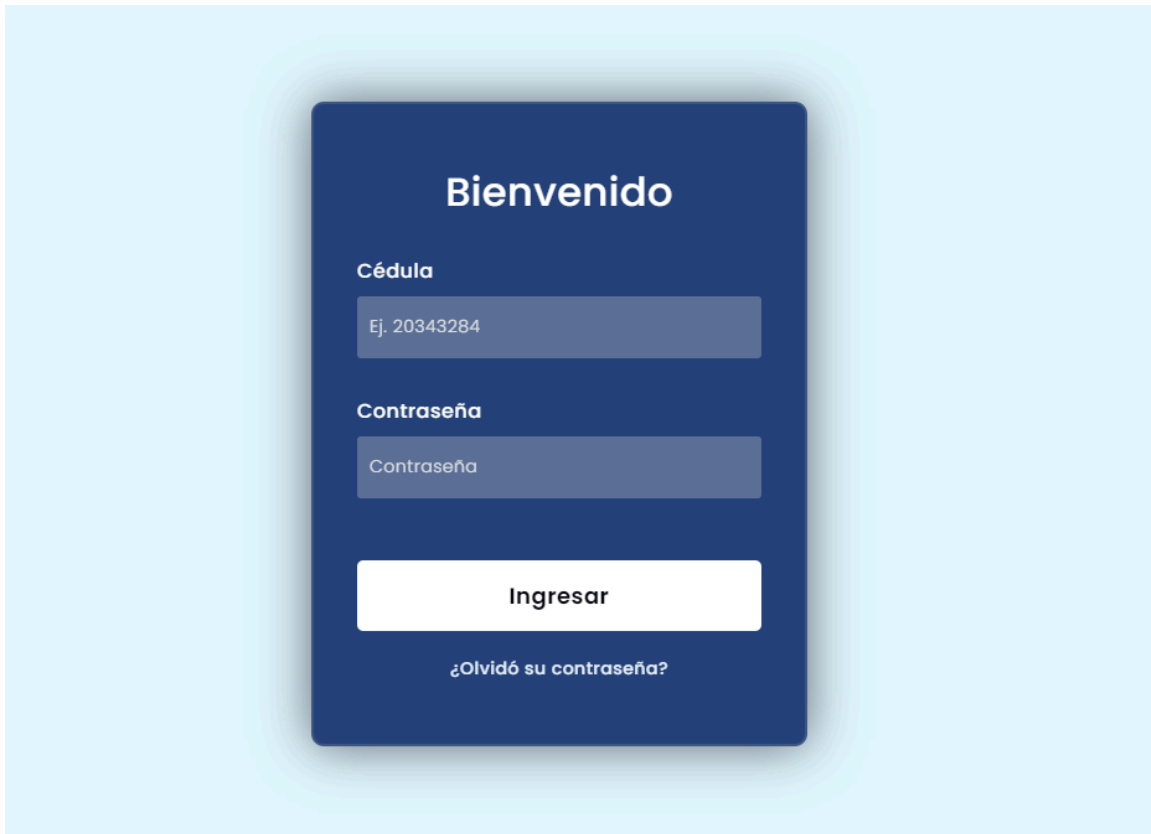 Bienvenido
Cédula
Ej. 20343284
Contraseña
Contraseña
Ingresar
¿Olvidó su contraseña?